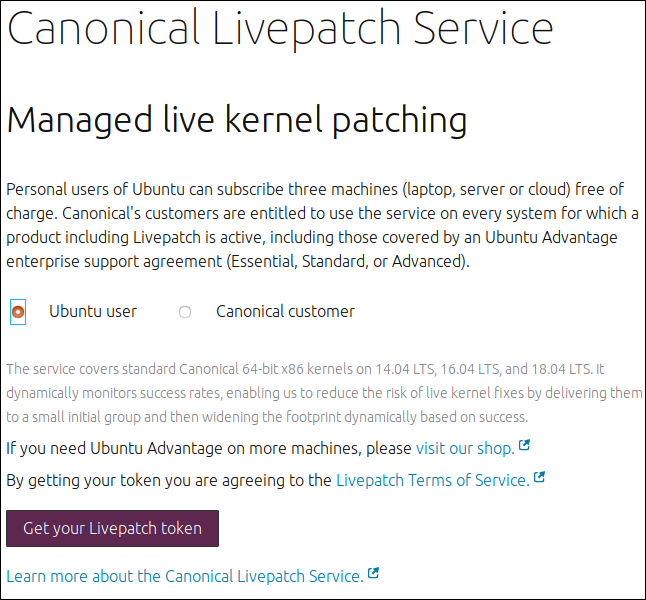 Canonical Livepatch Service
Managed live kernel patching
Personal users of Ubuntu can subscribe three machines (laptop, server or cloud) free of
charge. Canonical's customers are entitled to use the service on every system for which a
product including Livepatch is active, including those covered by an Ubuntu Advantage
enterprise support agreement (Essential, Standard, or Advanced).
Ubuntu user Canonical customer
The service covers standard Canonical 64-bit x86 kernels on 14.04 LTS, 16.04 LTS, and 18.04 LTS. It
dynamically monitors success rates, enabling us to reduce the risk of live kernel fixes by delivering them
to a small initial group and then widening the footprint dynamically based on success.
If you need Ubuntu Advantage on more machines, please visit our shop.
By getting your token you are agreeing to the Livepatch Terms of Service.
Get your Livepatch token
Learn more about the Canonical Livepatch Service.